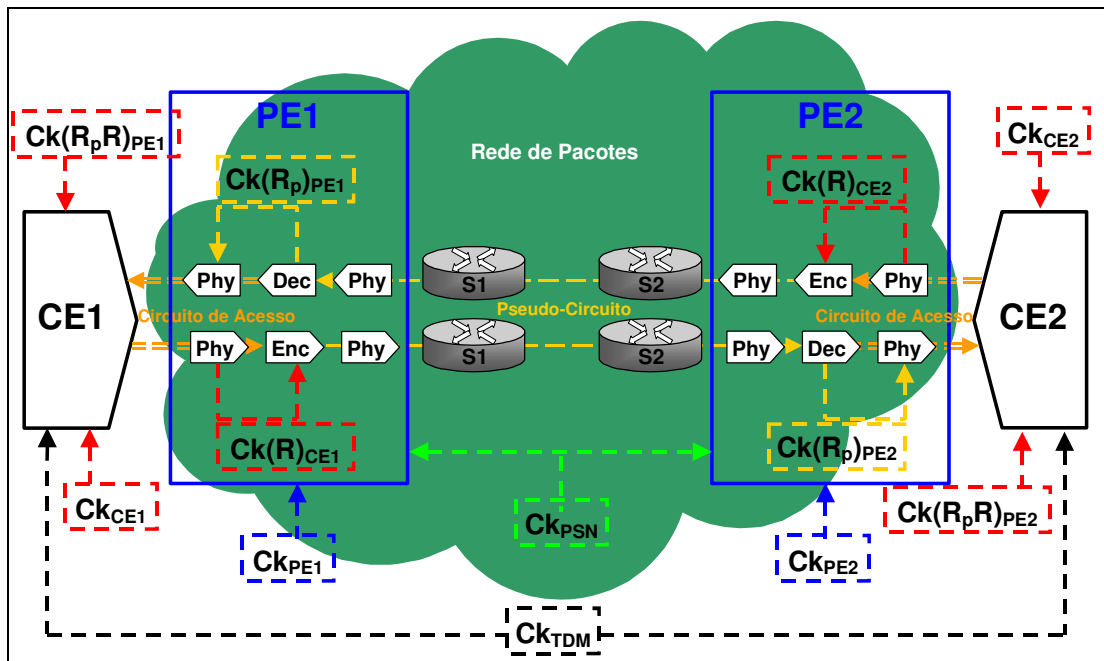 PE1
PE2
Ck(RpR)PE1
CkCE2
Rede de Pacotes
Ck(Rp)PE1
Ck(R)CE2
Phy
Dec
Phy
S1
S2
Phy
Enc
Phy
CE1
Circuito de Acesso
Pseudo-Circuito
Circuito de Acesso
CE2
Phy
Enc
Phy
S1
S2
Phy
Dec
Phy
Ck(R)CE1
Ck(Rp)PE2
CkCE1
CkPSN
Ck(RpR)PE2
CkPE1
CkPE2
CkTDM